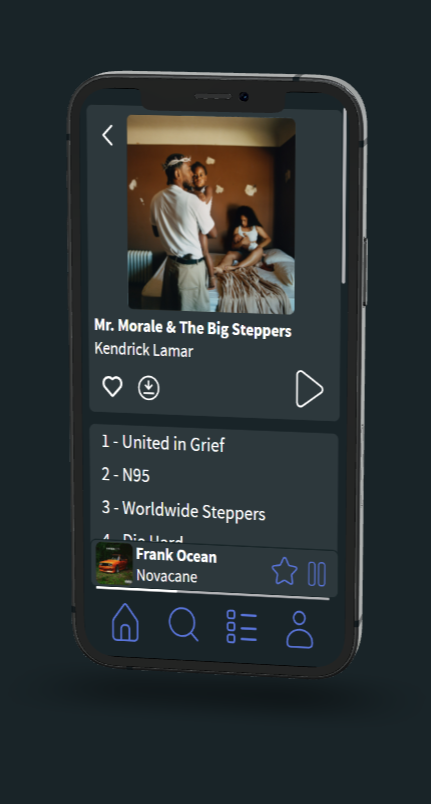 Mr. Morale & The Big Steppers
Kendrick Lamar
1 - United in Grief
2 - N95
3 - Worldwide Steppers
4 - Die Hard
Frank Ocean
Novacane